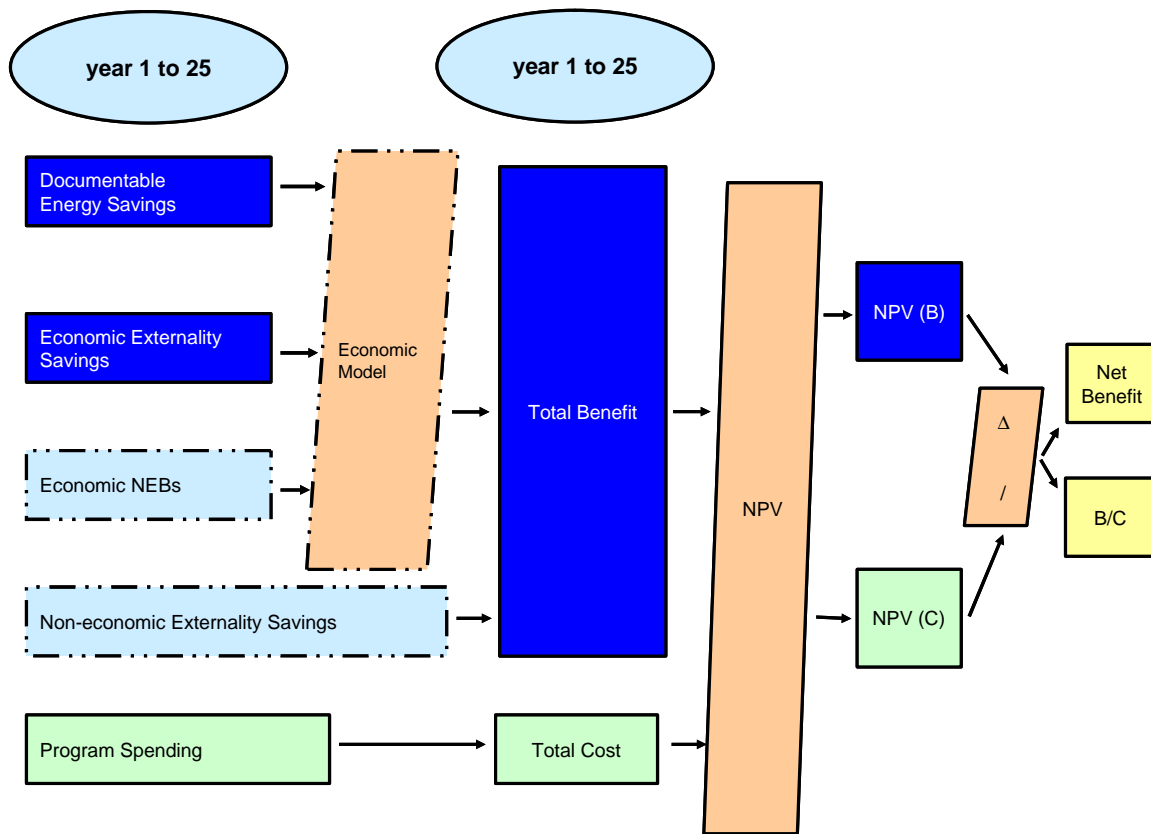 year 1 to 25
year 1 to 25
Documentable
Energy Savings
Economic Externality
Savings
Economic NEBs
Non-economic Externality Savings
Program Spending
Economic
Model
Total Benefit
Total Cost
NPV
NPV (B)
NPV (C)
Δ
/
Net
Benefit
B/C